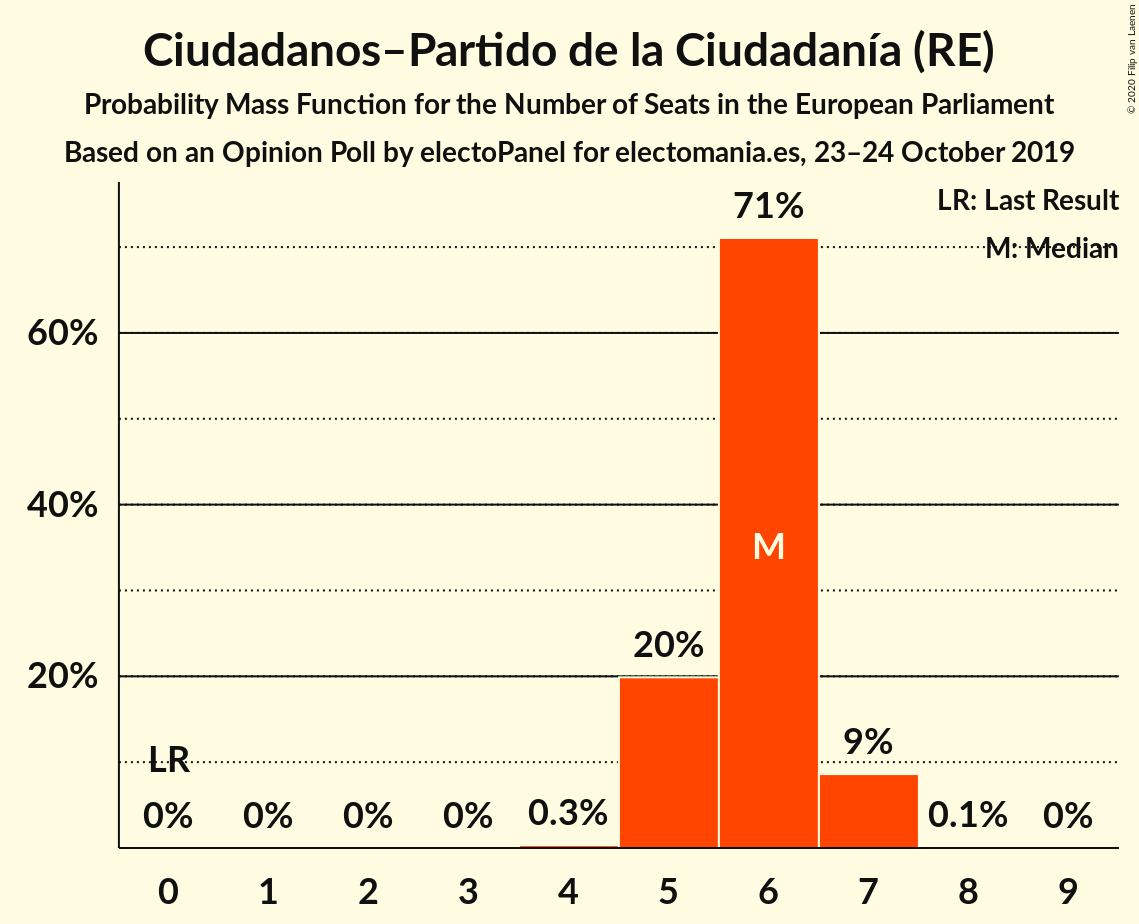 Ciudadanos–Partido de la Ciudadanía (RE)
Probability Mass Function for the Number of Seats in the European Parliament
Based on an Opinion Poll by electoPanel for electomania.es, 23–24 October 2019
© 2020 Filip van Laenen
LR: Last Result
M: Median
71%
60%
40%
M
20%
20%
9%
LR
0% 0% 0% 0% 0.3% 0.1% 0%
0 1 2 3 4 5 6 7 8 9